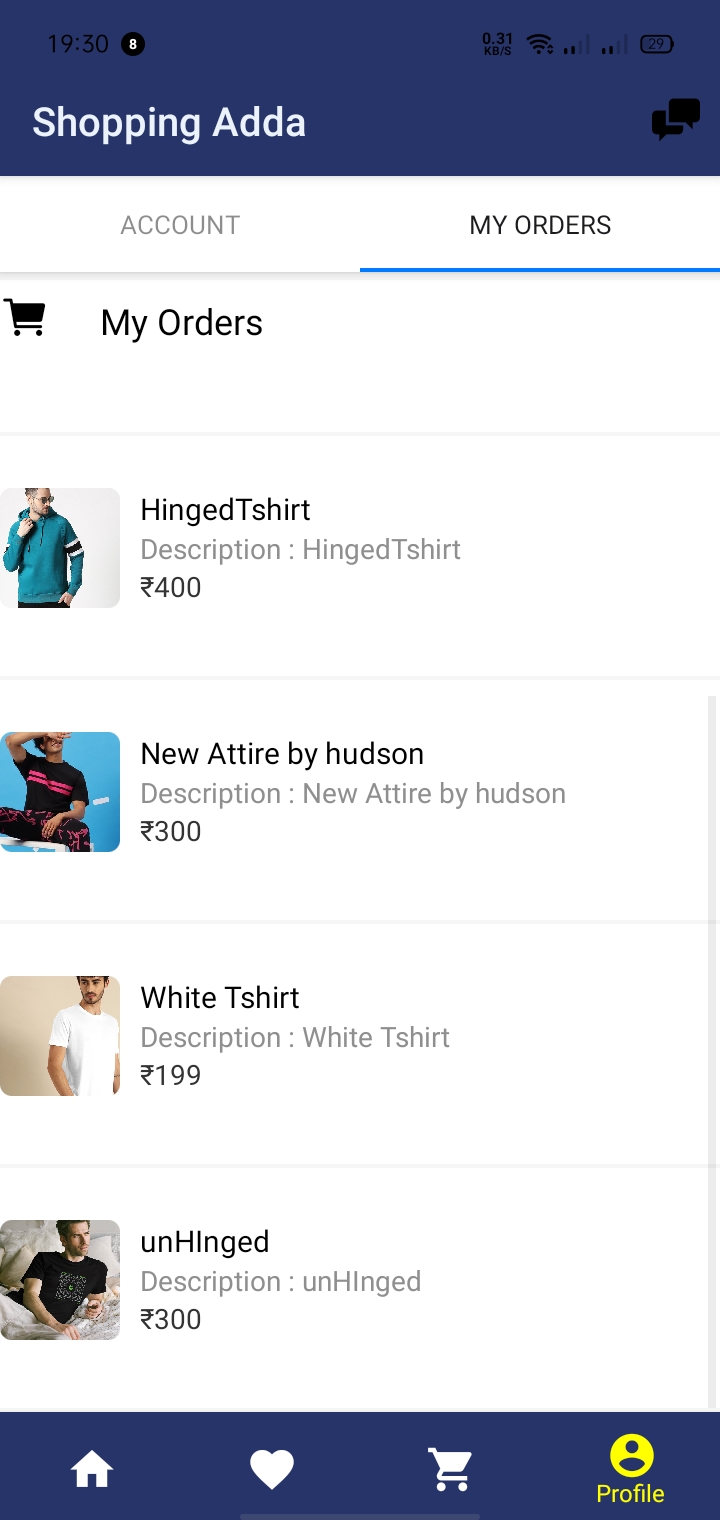 19:30 8 0.31 KB/S 29
Shopping Adda
ACCOUNT MY ORDERS
My Orders
HingedTshirt
Description : HingedTshirt
₹400
New Attire by hudson
Description : New Attire by hudson
₹300
White Tshirt
Description : White Tshirt
₹199
unHInged
Description : unHInged
₹300
Profile